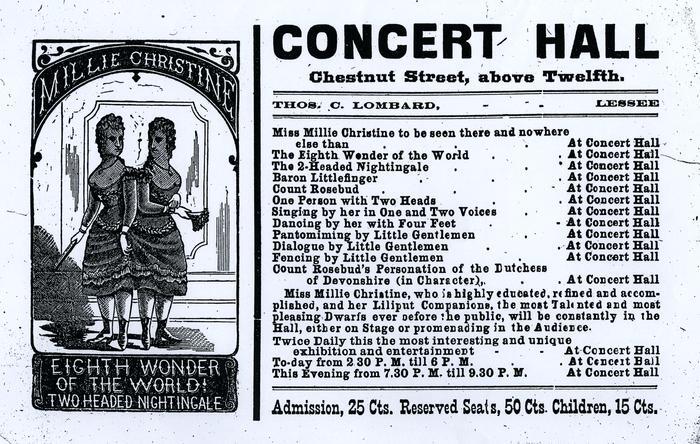 MILLIE CHRISTINE
EIGHTH WONDER
OF THE WORLD!
TWO HEADED NIGHTINGALE
CONCERT HALL
Chestnut Street, above Twelfth.
THOS. C. LOMBARD, - - - LESSEE
Miss Millie Christine to be seen there and nowhere
else than . . . . At Concert Hall
The Eighth Wonder of the World . . At Concert Hall
The 2-Headed Nightingale . . . At Concert Hall
Baron Littlefinger . . . . At Concert Hall
Count Rosebud . . . . At Concert Hall
One Person with Two Heads . . . At Concert Hall
Singing by her in One and Two Voices . . At Concert Hall
Dancing by her with Four Feet . . . At Concert Hall
Pantomiming by Little Gentlemen . . At Concert Hall
Dialogue by Little Gentlemen . . . At Concert Hall
Fencing by Little Gentlemen . . . At Concert Hall
Count Rosebud's Personation of the Dutchess
of Devonshire (in Character), . . At Concert Hall
Miss Millie Christine, who is highly educated, refined and accom-
plished, and her Liliput Companions, the most Talented and most
pleasing Dwarfs ever before the public, will be constantly in the
Hall, either on Stage or promenading in the Audience.
Twice Daily this the most interesting and unique
exhibition and entertainment - - At Concert Hall
To-day from 2 30 P. M. till 6 P. M. . At Concert Hall
This Evening from 7.30 P. M. till 9.30 P. M. . At Concert Hall
Admission, 25 Cts. Reserved Seats, 50 Cts. Children, 15 Cts.